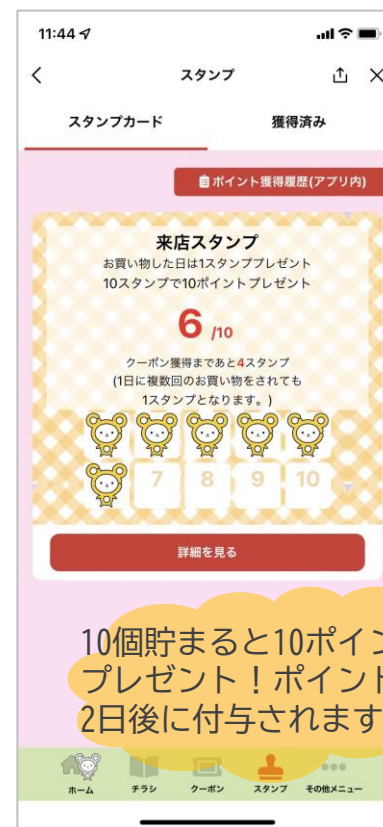 11:44
スタンプ
スタンプカード 獲得済み
ポイント獲得履歴(アプリ内)
来店スタンプ
お買い物した日は1スタンププレゼント
10スタンプで10ポイントプレゼント
6 /10
クーポン獲得まであと4スタンプ
(1日に複数回のお買い物をされても
1スタンプとなります。)
7 8 9 10
詳細を見る
10個貯まると10ポイン
プレゼント！ポイント
2日後に付与されます
ホーム チラシ クーポン スタンプ その他メニュー